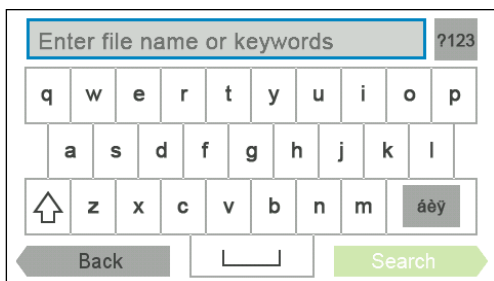 Enter file name or keywords ?123
q w e r t y u i o p
a s d f g h j k l
z x c v b n m áèÿ
Back Search